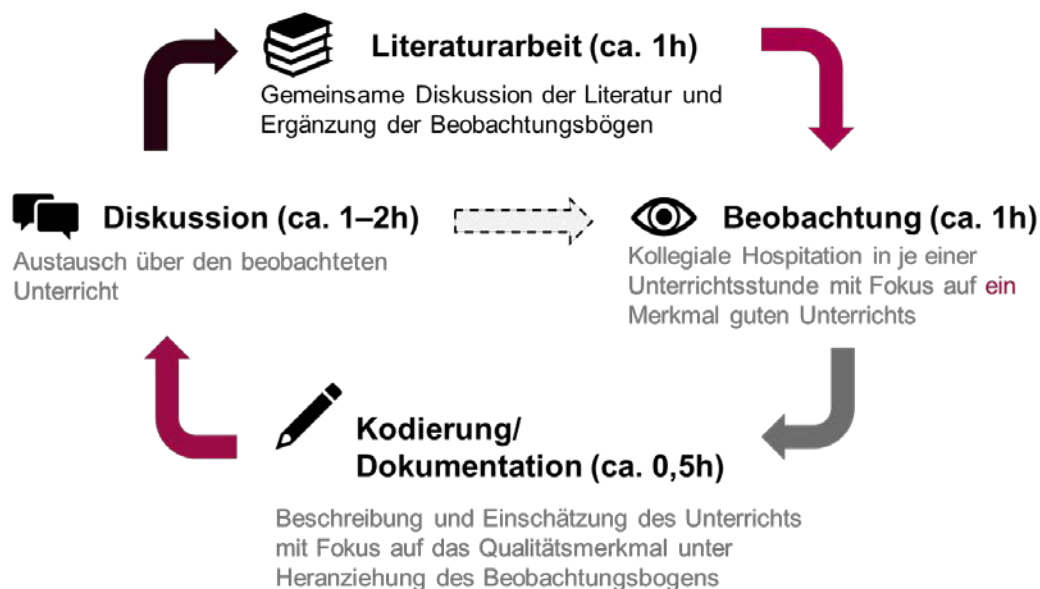 Literaturarbeit (ca. 1h)
Gemeinsame Diskussion der Literatur und
Ergänzung der Beobachtungsbögen
Diskussion (ca. 1–2h)
Austausch über den beobachteten
Unterricht
Beobachtung (ca. 1h)
Kollegiale Hospitation in je einer
Unterrichtsstunde mit Fokus auf ein
Merkmal guten Unterrichts
Kodierung/
Dokumentation (ca. 0,5h)
Beschreibung und Einschätzung des Unterrichts
mit Fokus auf das Qualitätsmerkmal unter
Heranziehung des Beobachtungsbogens